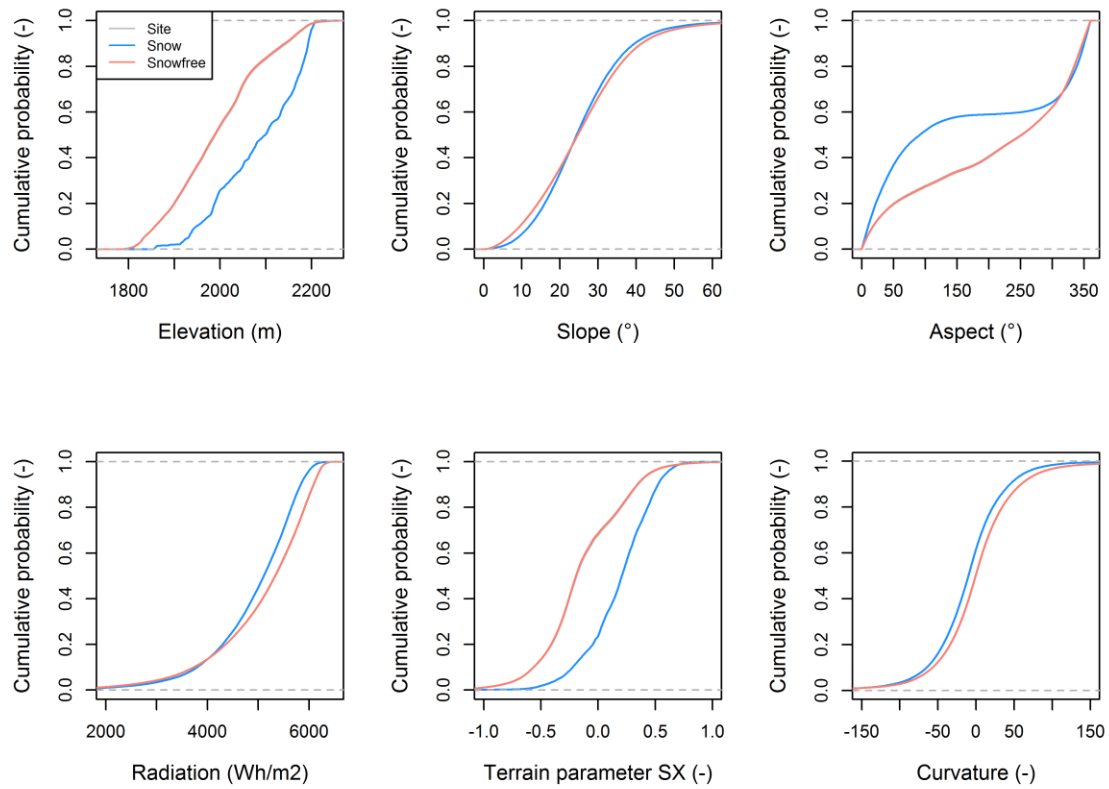 Cumulative probability (-)
0.0 0.2 0.4 0.6 0.8 1.0
Site
Snow
Snowfree
1800 2000 2200
Elevation (m)
Cumulative probability (-)
0.0 0.2 0.4 0.6 0.8 1.0
0 10 20 30 40 50 60
Slope (°)
Cumulative probability (-)
0.0 0.2 0.4 0.6 0.8 1.0
0 50 150 250 350
Aspect (°)
Cumulative probability (-)
0.0 0.2 0.4 0.6 0.8 1.0
2000 4000 6000
Radiation (Wh/m2)
Cumulative probability (-)
0.0 0.2 0.4 0.6 0.8 1.0
-1.0 -0.5 0.0 0.5 1.0
Terrain parameter SX (-)
Cumulative probability (-)
0.0 0.2 0.4 0.6 0.8 1.0
-150 -50 0 50 150
Curvature (-)